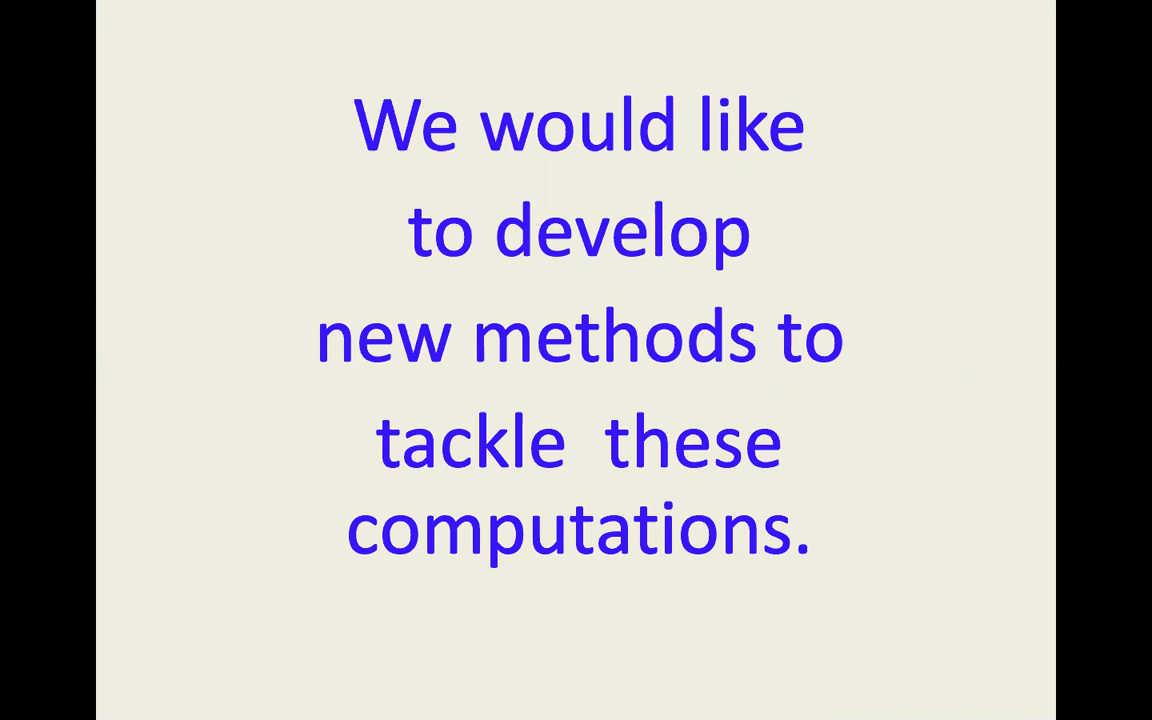 We would like
to develop
new methods to
tackle  these
computations.